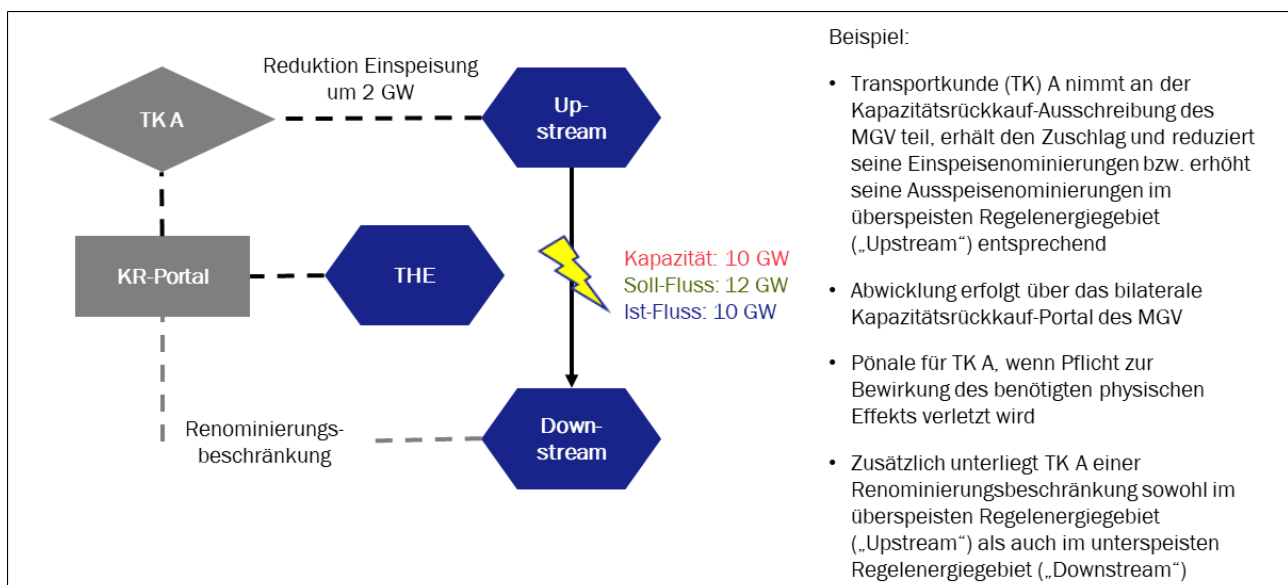 Reduktion Einspeisung
um 2 GW
TK A
Up-
stream
KR-Portal
THE
Kapazität: 10 GW
Soll-Fluss: 12 GW
Ist-Fluss: 10 GW
Renominierungs-
beschränkung
Down-
stream
Beispiel:
• Transportkunde (TK) A nimmt an der
Kapazitätsrückkauf-Ausschreibung des
MGV teil, erhält den Zuschlag und reduziert
seine Einspeisenominierungen bzw. erhöht
seine Ausspeisenominierungen im
überspeisten Regelenergiegebiet
(„Upstream“) entsprechend
• Abwicklung erfolgt über das bilaterale
Kapazitätsrückkauf-Portal des MGV
• Pönale für TK A, wenn Pflicht zur
Bewirkung des benötigten physischen
Effekts verletzt wird
• Zusätzlich unterliegt TK A einer
Renominierungsbeschränkung sowohl im
überspeisten Regelenergiegebiet
(„Upstream“) als auch im unterspeisten
Regelenergiegebiet („Downstream“)